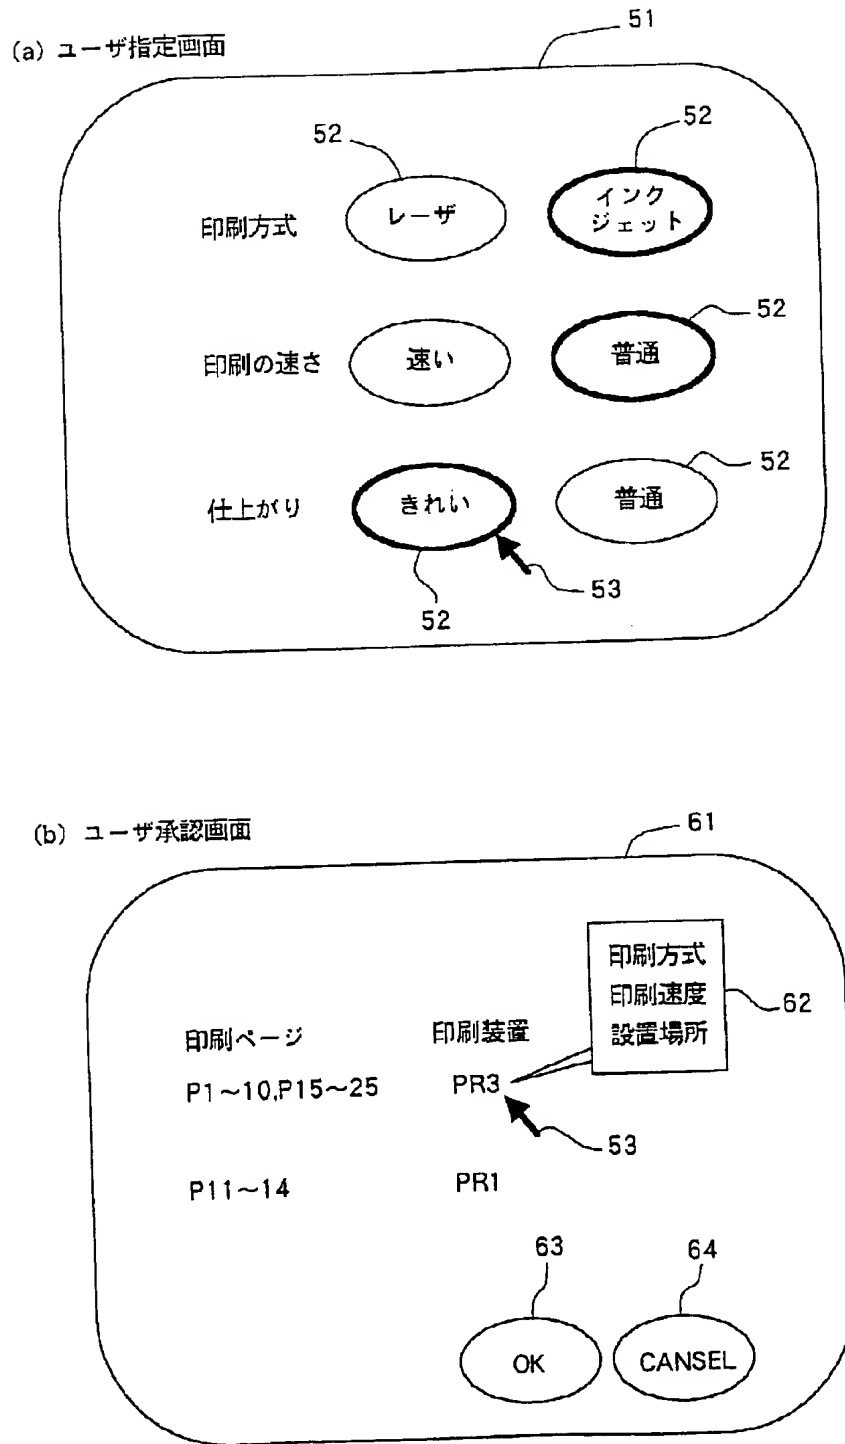 (a) ユーザ指定画面
51
52
52
印刷方式
レーザ
インク
ジェット
52
印刷の速さ
速い
普通
52
仕上がり
きれい
普通
53
52
(b) ユーザ承認画面
61
印刷方式
印刷速度
設置場所
62
印刷ページ
印刷装置
P1～10,P15～25
PR3
53
P11～14
PR1
63
64
OK
CANSEL